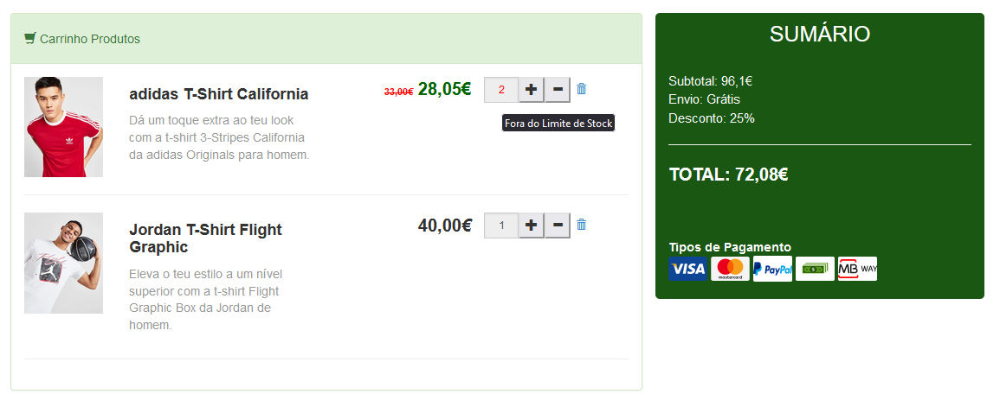 Carrinho Produtos
adidas T-Shirt California
33,00€ 28,05€
2
Fora do Limite de Stock
Dá um toque extra ao teu look
com a t-shirt 3-Stripes California
da adidas Originals para homem.
Jordan T-Shirt Flight
Graphic
40,00€
1
Eleva o teu estilo a um nível
superior com a t-shirt Flight
Graphic Box da Jordan de
homem.
SUMÁRIO
Subtotal: 96,1€
Envio: Grátis
Desconto: 25%
TOTAL: 72,08€
Tipos de Pagamento
VISA
mastercard
PayPal
MB WAY